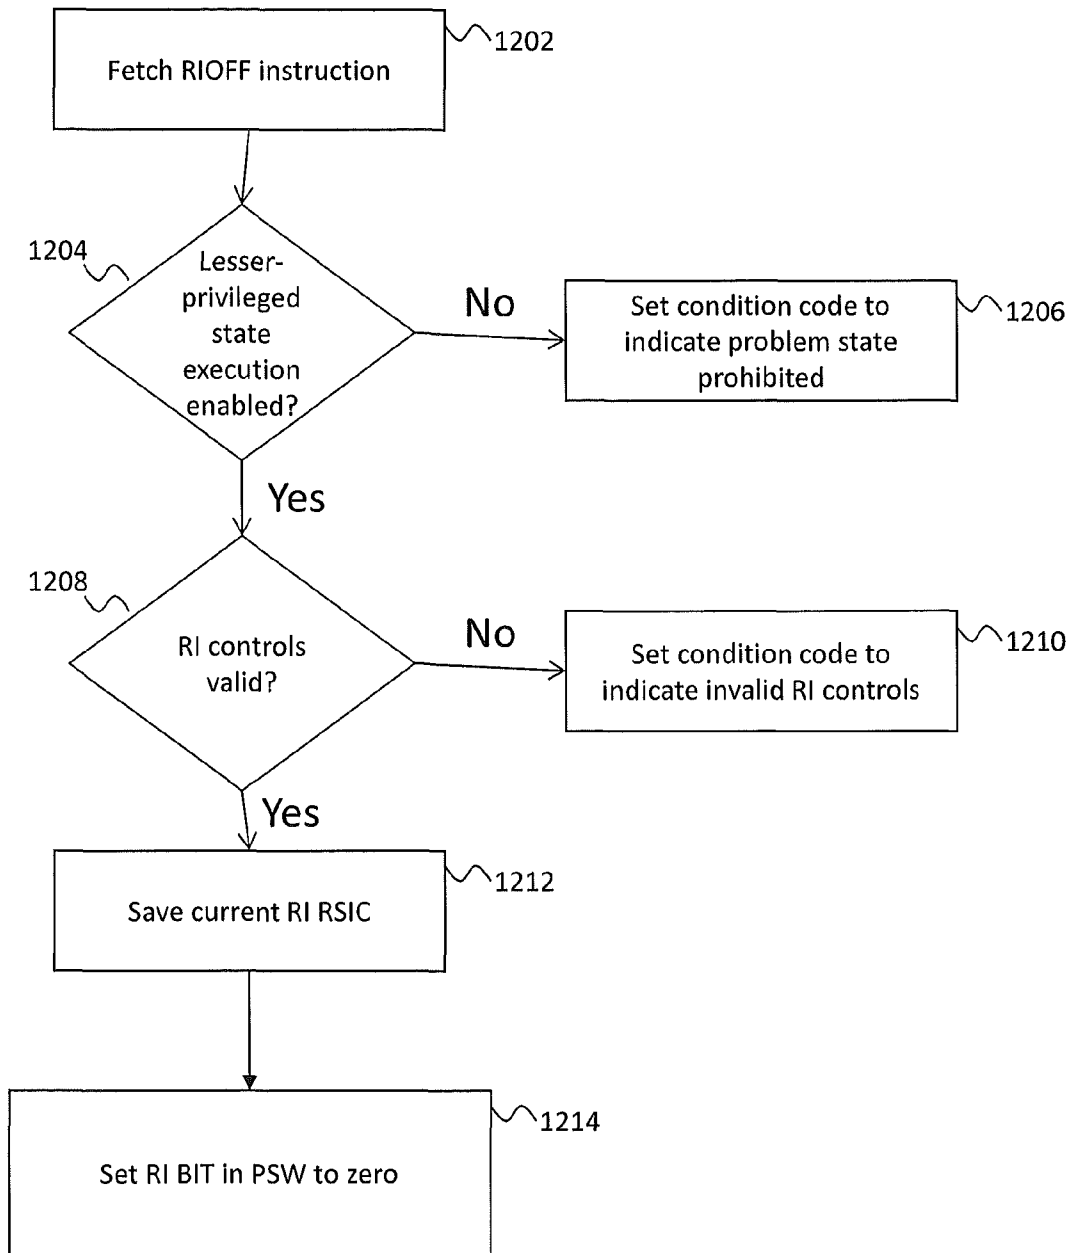 Fetch RIOFF instruction
1202
1204
Lesser-
privileged
state
execution
enabled?
No
Set condition code to
indicate problem state
prohibited
1206
Yes
1208
RI controls
valid?
No
Set condition code to
indicate invalid RI controls
1210
Yes
Save current RI RSIC
1212
Set RI BIT in PSW to zero
1214